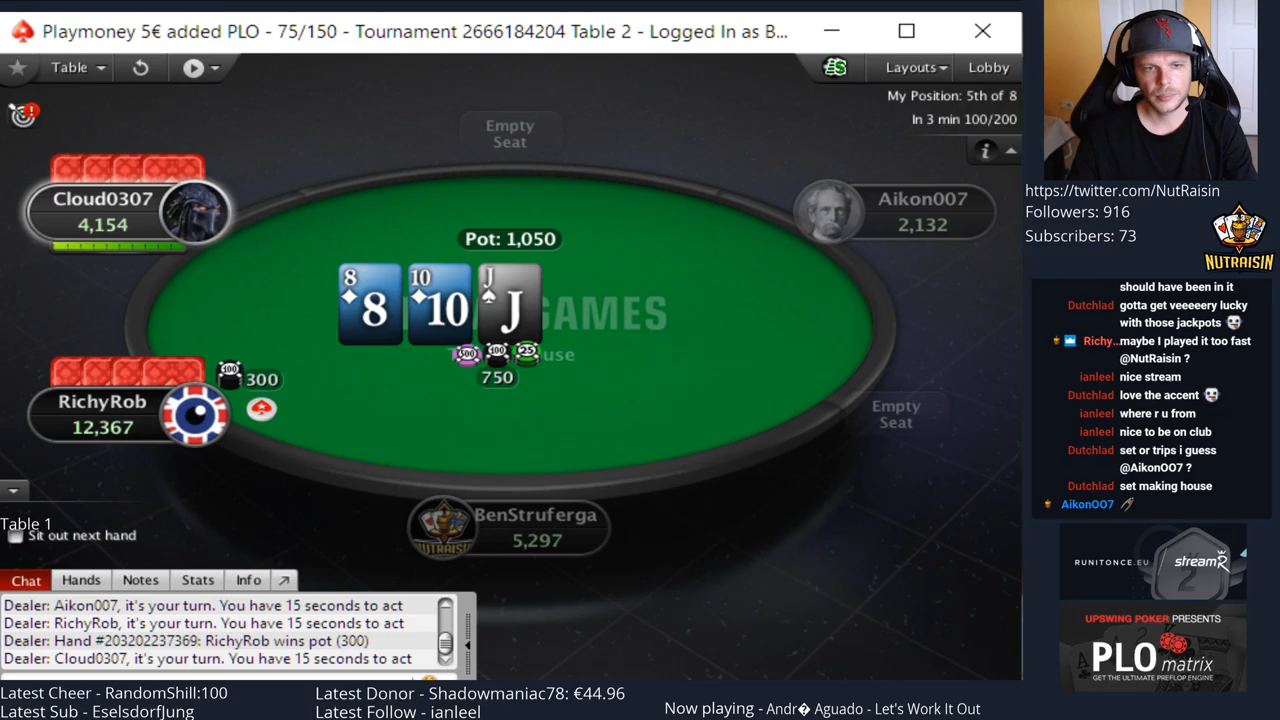 Playmoney 5€ added PLO - 75/150 - Tournament 2666184204 Table 2 - Logged In as B...
Table
Layouts
Lobby
My Position: 5th of 8
In 3 min 100/200
Empty
Seat
Cloud0307
4,154
Aikon007
2,132
Pot: 1,050
8
8
10
10
J
J
GAMES
750
300
RichyRob
12,367
Empty
Seat
BenStruferga
5,297
NUTRAISIN
Table 1
Sit out next hand
Chat
Hands
Notes
Stats
Info
Dealer: Aikon007, it's your turn. You have 15 seconds to act
Dealer: RichyRob, it's your turn. You have 15 seconds to act
Dealer: Hand #203202237369: RichyRob wins pot (300)
Dealer: Cloud0307, it's your turn. You have 15 seconds to act
Latest Cheer - RandomShill:100
Latest Sub - EselsdorfJung
Latest Donor - Shadowmaniac78: €44.96
Latest Follow - ianleel
Now playing - Andr� Aguado - Let's Work It Out
https://twitter.com/NutRaisin
Followers: 916
Subscribers: 73
NUTRAISIN
should have been in it
Dutchlad gotta get veeeeery lucky
with those jackpots
Richy... maybe I played it too fast
@NutRaisin ?
ianleel nice stream
Dutchlad love the accent
ianleel where r u from
ianleel nice to be on club
Dutchlad set or trips i guess
@Aikon007 ?
Dutchlad set making house
Aikon007
RUNITONCE.EU
streamR
2
UPSWING POKER PRESENTS
PLO matrix
GET THE ULTIMATE PREFLOP ENGINE